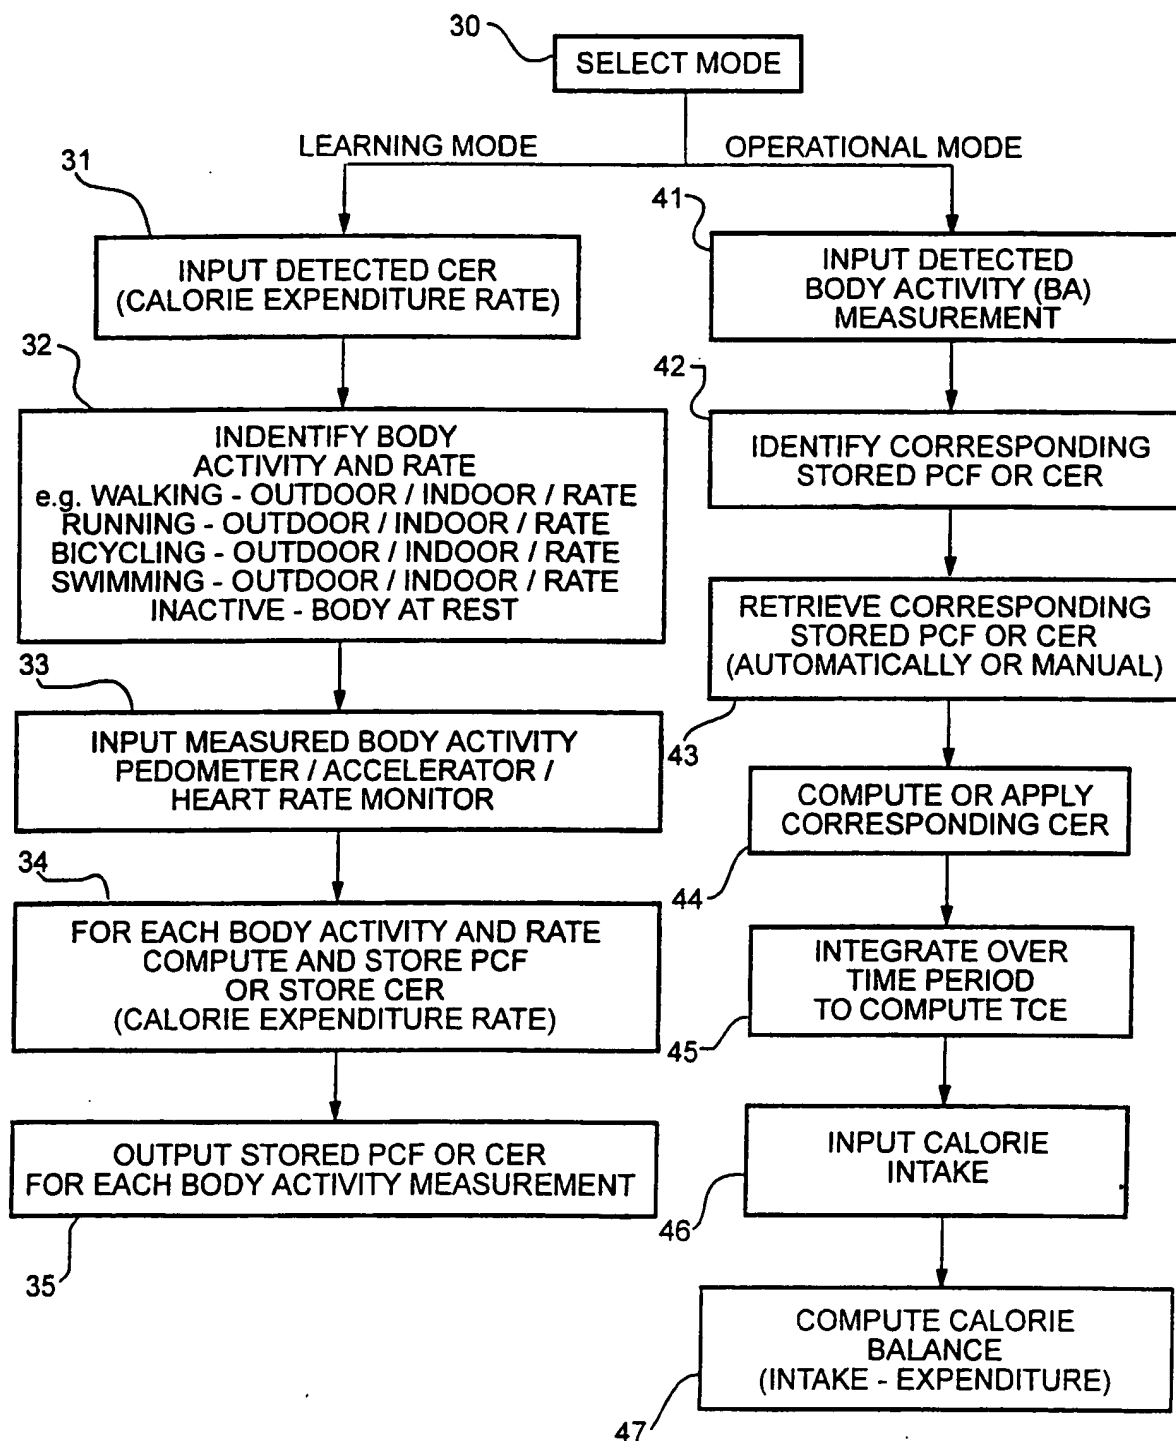 30
SELECT MODE
LEARNING MODE
OPERATIONAL MODE
31
INPUT DETECTED CER
(CALORIE EXPENDITURE RATE)
32
INDENTIFY BODY
ACTIVITY AND RATE
e.g. WALKING - OUTDOOR / INDOOR / RATE
RUNNING - OUTDOOR / INDOOR / RATE
BICYCLING - OUTDOOR / INDOOR / RATE
SWIMMING - OUTDOOR / INDOOR / RATE
INACTIVE - BODY AT REST
33
INPUT MEASURED BODY ACTIVITY
PEDOMETER / ACCELERATOR /
HEART RATE MONITOR
34
FOR EACH BODY ACTIVITY AND RATE
COMPUTE AND STORE PCF
OR STORE CER
(CALORIE EXPENDITURE RATE)
OUTPUT STORED PCF OR CER
FOR EACH BODY ACTIVITY MEASUREMENT
35
41
INPUT DETECTED
BODY ACTIVITY (BA)
MEASUREMENT
42
IDENTIFY CORRESPONDING
STORED PCF OR CER
RETRIEVE CORRESPONDING
STORED PCF OR CER
(AUTOMATICALLY OR MANUAL)
43
COMPUTE OR APPLY
CORRESPONDING CER
44
INTEGRATE OVER
TIME PERIOD
TO COMPUTE TCE
45
INPUT CALORIE
INTAKE
46
COMPUTE CALORIE
BALANCE
(INTAKE - EXPENDITURE)
47